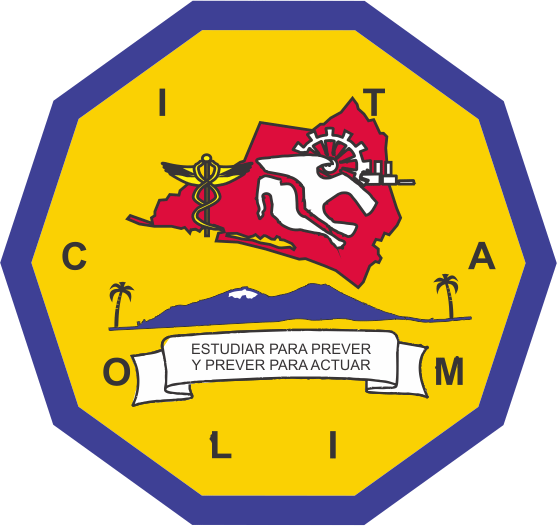 I T
C A
ESTUDIAR PARA PREVER
Y PREVER PARA ACTUAR
O M
L I